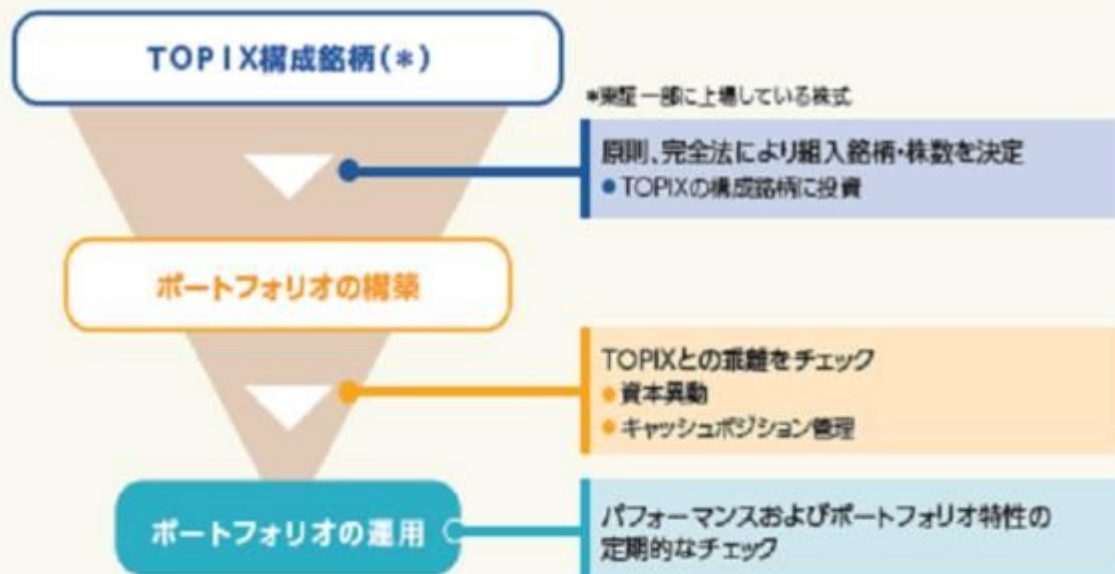 TOPIX構成銘柄(*)
*東証一部に上場している株式
原則、完全法により組入銘柄・株数を決定
●TOPIXの構成銘柄に投資
ポートフォリオの構築
TOPIXとの乖離をチェック
●資本異動
●キャッシュポジション管理
ポートフォリオの運用
パフォーマンスおよびポートフォリオ特性の
定期的なチェック